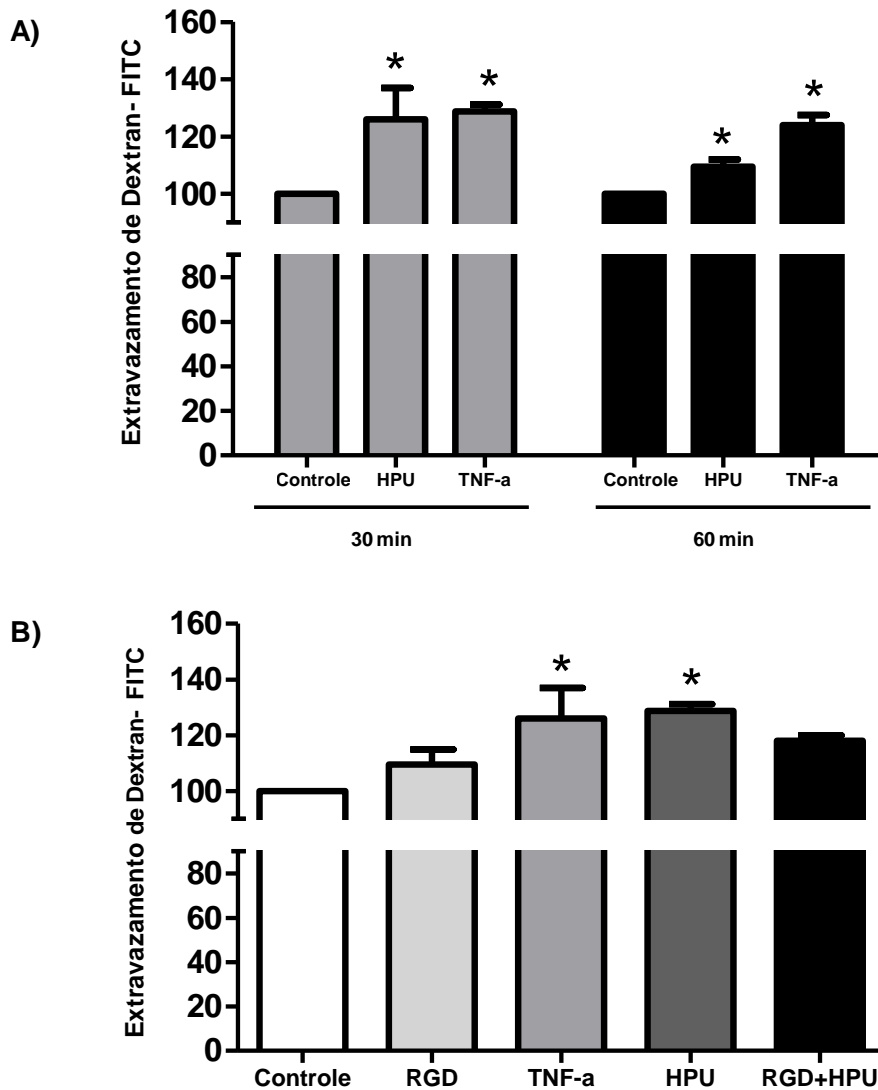 A)
Extravazamento de Dextran- FITC
160
140
120
100
80
60
40
20
0
* * * *
Controle HPU TNF-a Controle HPU TNF-a
30 min 60 min
B)
Extravazamento de Dextran- FITC
160
140
120
100
80
60
40
20
0
* *
Controle RGD TNF-a HPU RGD+HPU